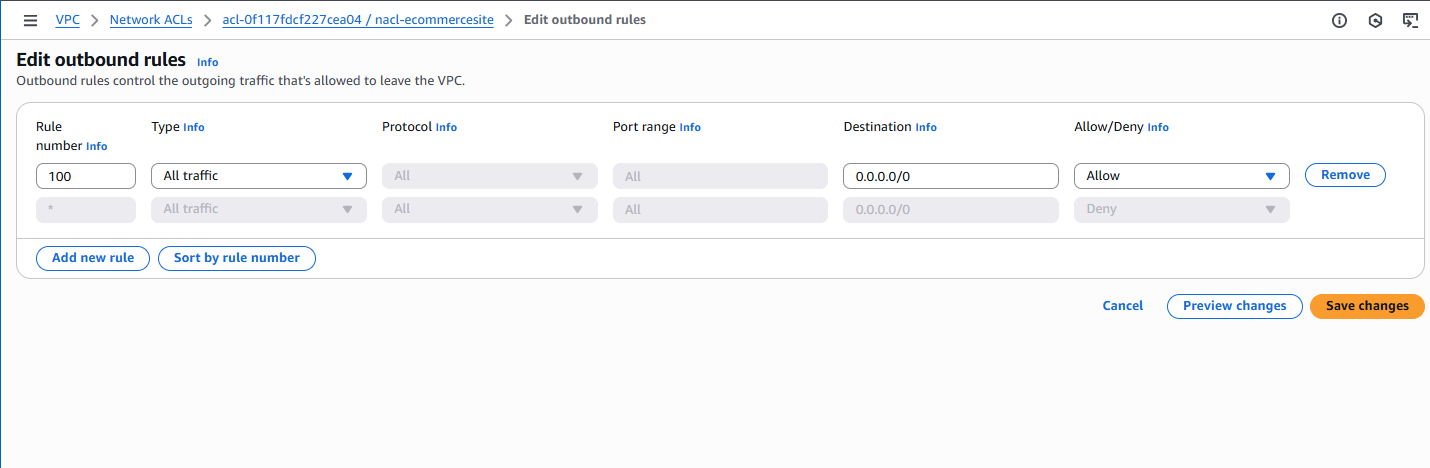 VPC > Network ACLs > acl-0f117fdcf227cea04 / nacl-ecommercesite > Edit outbound rules
Edit outbound rules Info
Outbound rules control the outgoing traffic that's allowed to leave the VPC.
Rule number Info Type Info Protocol Info Port range Info Destination Info Allow/Deny Info
100 All traffic All All 0.0.0.0/0 Allow Remove
* All traffic All All 0.0.0.0/0 Deny
Add new rule Sort by rule number
Cancel Preview changes Save changes